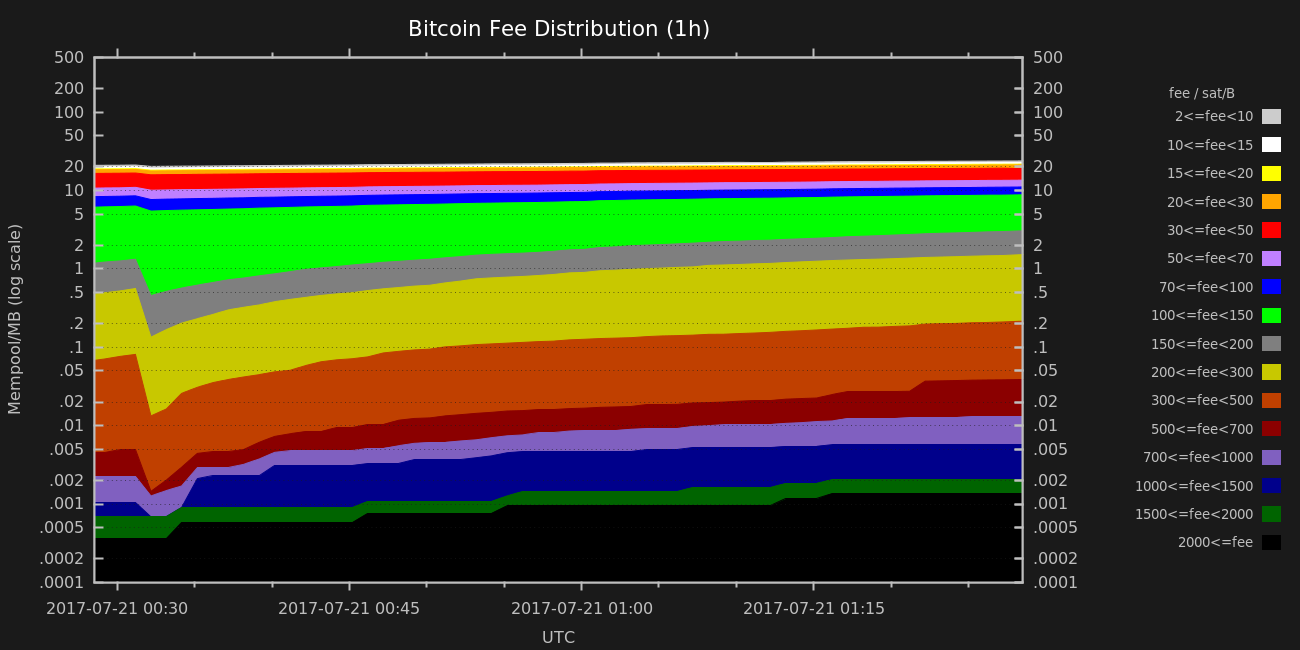 Bitcoin Fee Distribution (1h)
500 500
200 200
100 100
50 50
20 20
10 10
5 5
2 2
1 1
.5 .5
.2 .2
.1 .1
.05 .05
.02 .02
.01 .01
.005 .005
.002 .002
.001 .001
.0005 .0005
.0002 .0002
.0001 .0001
Mempool/MB (log scale)
2017-07-21 00:30 2017-07-21 00:45 2017-07-21 01:00 2017-07-21 01:15
UTC
fee / sat/B
2<=fee<10
10<=fee<15
15<=fee<20
20<=fee<30
30<=fee<50
50<=fee<70
70<=fee<100
100<=fee<150
150<=fee<200
200<=fee<300
300<=fee<500
500<=fee<700
700<=fee<1000
1000<=fee<1500
1500<=fee<2000
2000<=fee